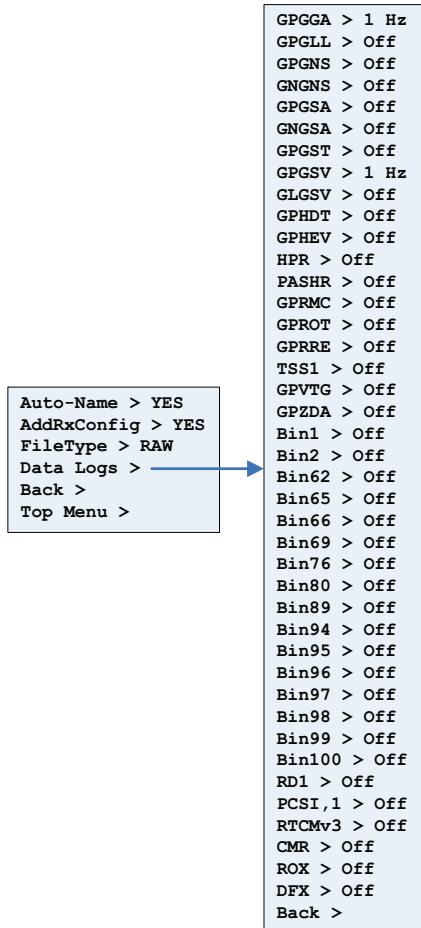 Auto-Name > YES
AddRxConfig > YES
FileType > RAW
Data Logs >
Back >
Top Menu >
GPGGA > 1 Hz
GPGLL > Off
GPGNS > Off
GNGNS > Off
GPGSA > Off
GNGSA > Off
GPGST > Off
GPGSV > 1 Hz
GLGSV > Off
GPHDT > Off
GPHEV > Off
HPR > Off
PASHR > Off
GPRMC > Off
GPROT > Off
GPRRE > Off
TSS1 > Off
GPVTG > Off
GPZDA > Off
Bin1 > Off
Bin2 > Off
Bin62 > Off
Bin65 > Off
Bin66 > Off
Bin69 > Off
Bin76 > Off
Bin80 > Off
Bin89 > Off
Bin94 > Off
Bin95 > Off
Bin96 > Off
Bin97 > Off
Bin98 > Off
Bin99 > Off
Bin100 > Off
RD1 > Off
PCSI,1 > Off
RTCMv3 > Off
CMR > Off
ROX > Off
DFX > Off
Back >